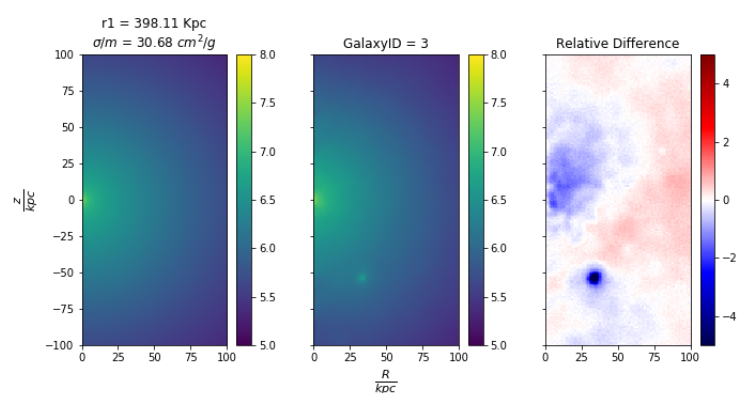 r1 = 398.11 Kpc
σ/m = 30.68 cm²/g
GalaxyID = 3
Relative Difference
100
75
50
25
0
−25
−50
−75
−100
z
kpc
0 25 50 75 100
8.0
7.5
7.0
6.5
6.0
5.5
5.0
0 25 50 75 100
R
kpc
8.0
7.5
7.0
6.5
6.0
5.5
5.0
0 25 50 75 100
4
2
0
−2
−4